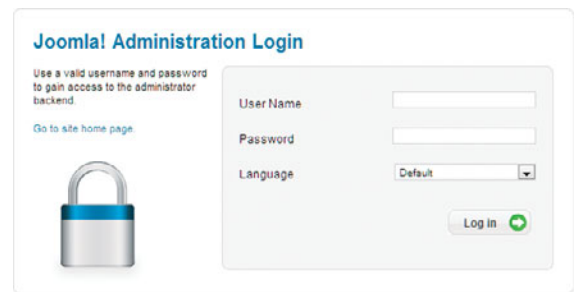 Joomla! Administration Login
Use a valid username and password
to gain access to the administrator
backend.
Go to site home page.
User Name
Password
Language
Default
Log in